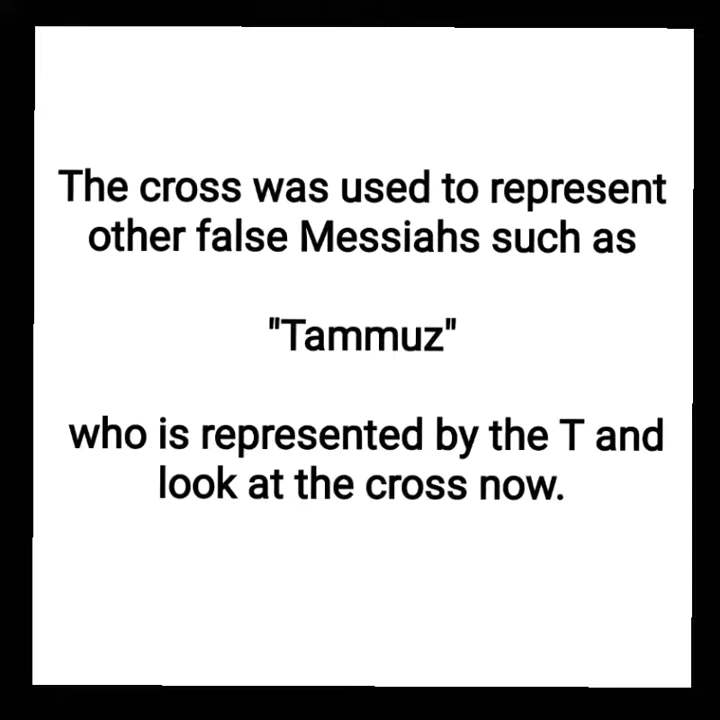 The cross was used to represent
other false Messiahs such as
"Tammuz"
who is represented by the T and
look at the cross now.